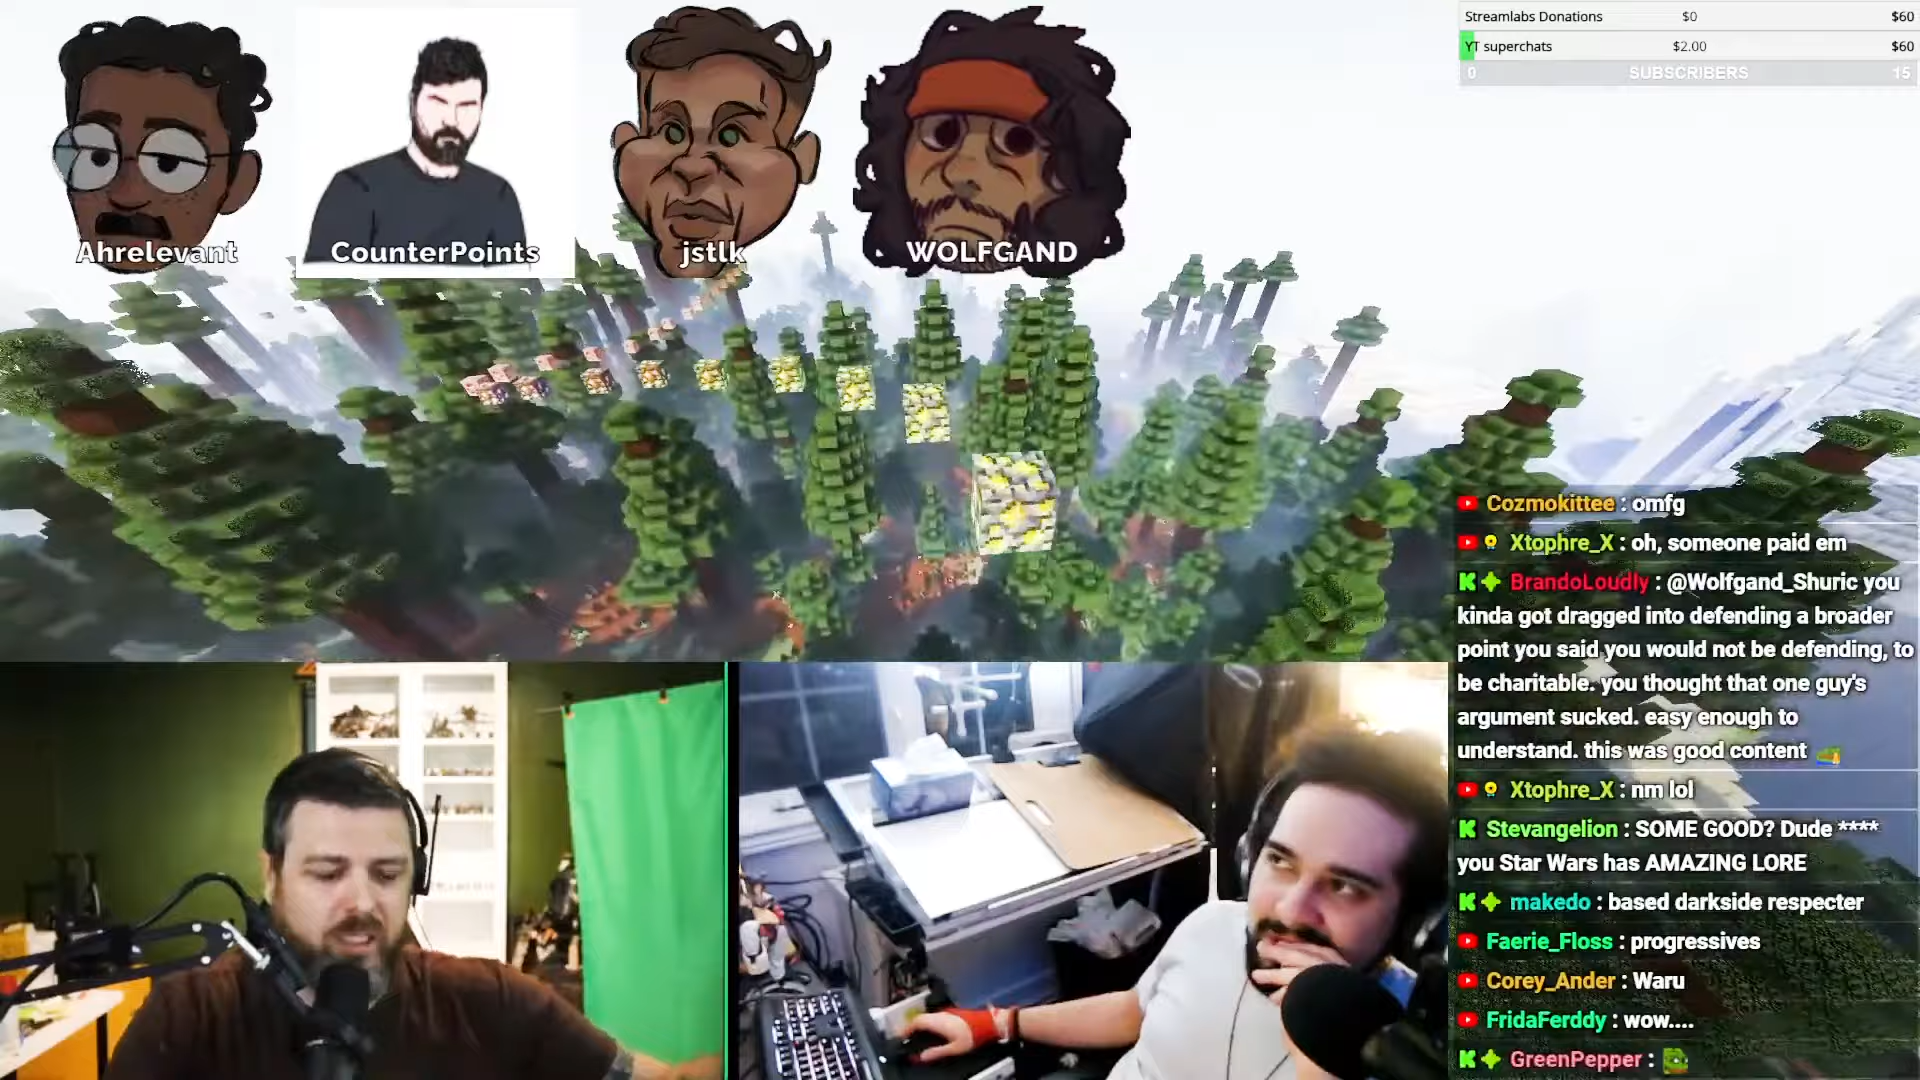 Streamlabs Donations $0 $60
YT superchats $2.00 $60
0 SUBSCRIBERS 15
Ahrelevant
CounterPoints
jstlk
WOLFGAND
Cozmokittee : omfg
Xtophre_X : oh, someone paid em
BrandoLoudly : @Wolfgand_Shuric you
kinda got dragged into defending a broader
point you said you would not be defending, to
be charitable. you thought that one guy's
argument sucked. easy enough to
understand. this was good content
Xtophre_X : nm lol
Stevangelion : SOME GOOD? Dude ****
you Star Wars has AMAZING LORE
makedo : based darkside respecter
Faerie_Floss : progressives
Corey_Ander : Waru
FridaFerddy : wow....
GreenPepper :